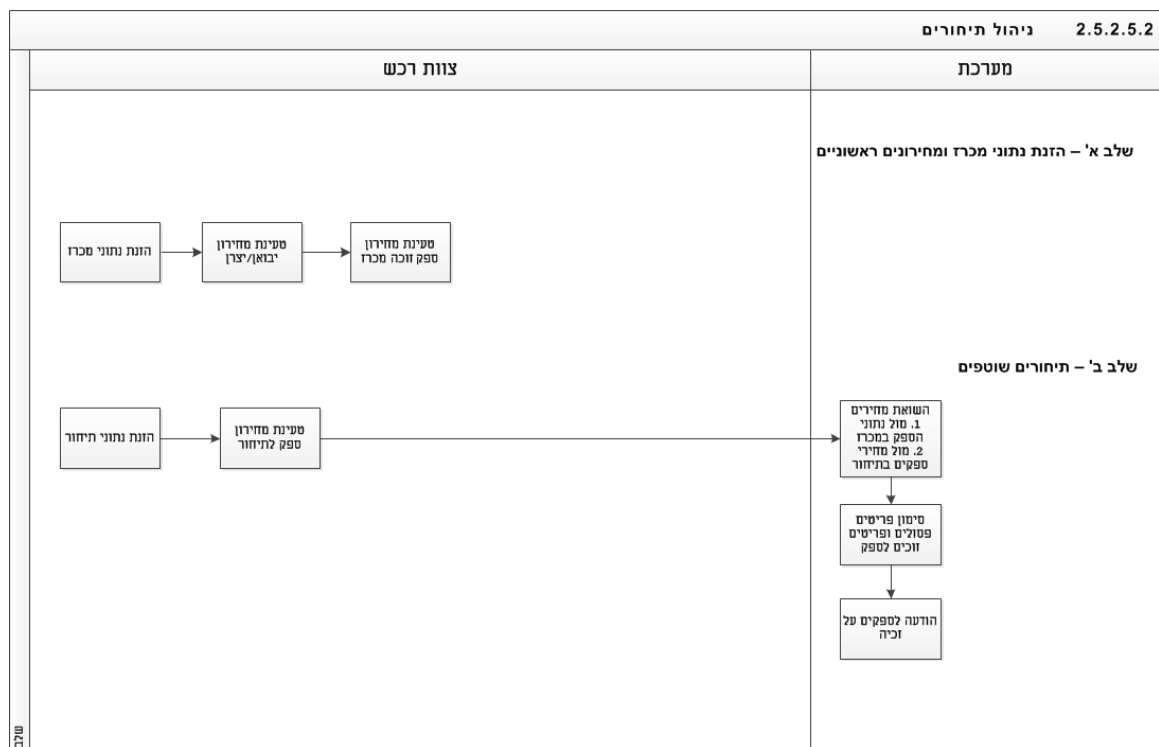 2.5.2.5.2 ניהול תיחורים
צוות רכש
מערכת
שלב א' – הזנת נתוני מכרז ומחירונים ראשוניים
הזנת נתוני מכרז
טעינת מחירון
יבואן/יצרן
טעינת מחירון
ספק זוכה מכרז
שלב ב' – תיחורים שוטפים
הזנת נתוני תיחור
טעינת מחירון
ספק לתיחור
השואת מחירים
1. מול נתוני
הספק במכרז
2. מול מחירי
ספקים בתיחור
סימון פריטים
פסולים ופריטים
זוכים לספק
הודעה לספקים על
זכיה
שלב